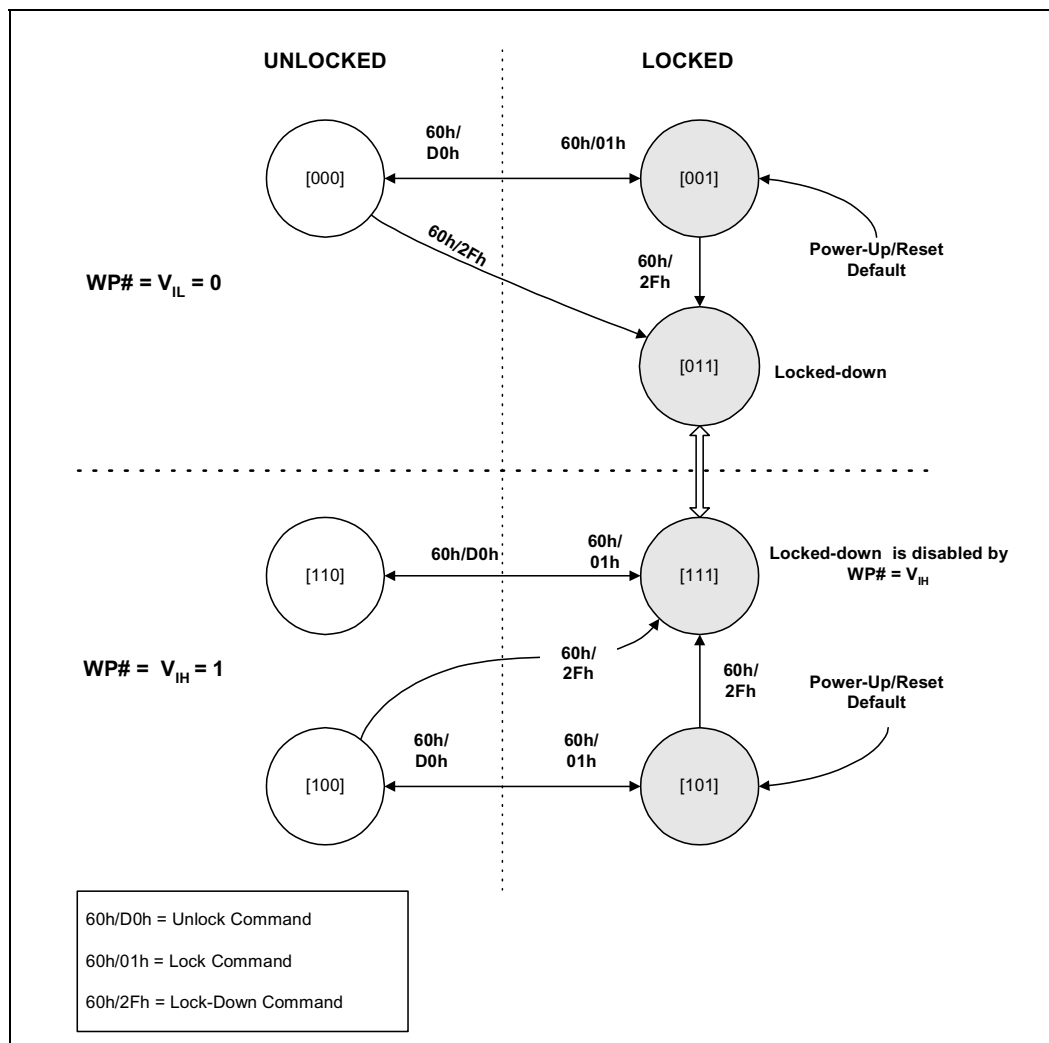 UNLOCKED
LOCKED
60h/
D0h
60h/01h
[000]
[001]
60h/2Fh
60h/
2Fh
Power-Up/Reset
Default
WP# = VIL = 0
[011]
Locked-down
60h/D0h
60h/
01h
[110]
[111]
Locked-down is disabled by
WP# = VIH
60h/
2Fh
WP# = VIH = 1
60h/
2Fh
Power-Up/Reset
Default
60h/
D0h
60h/
01h
[100]
[101]
60h/D0h = Unlock Command
60h/01h = Lock Command
60h/2Fh = Lock-Down Command